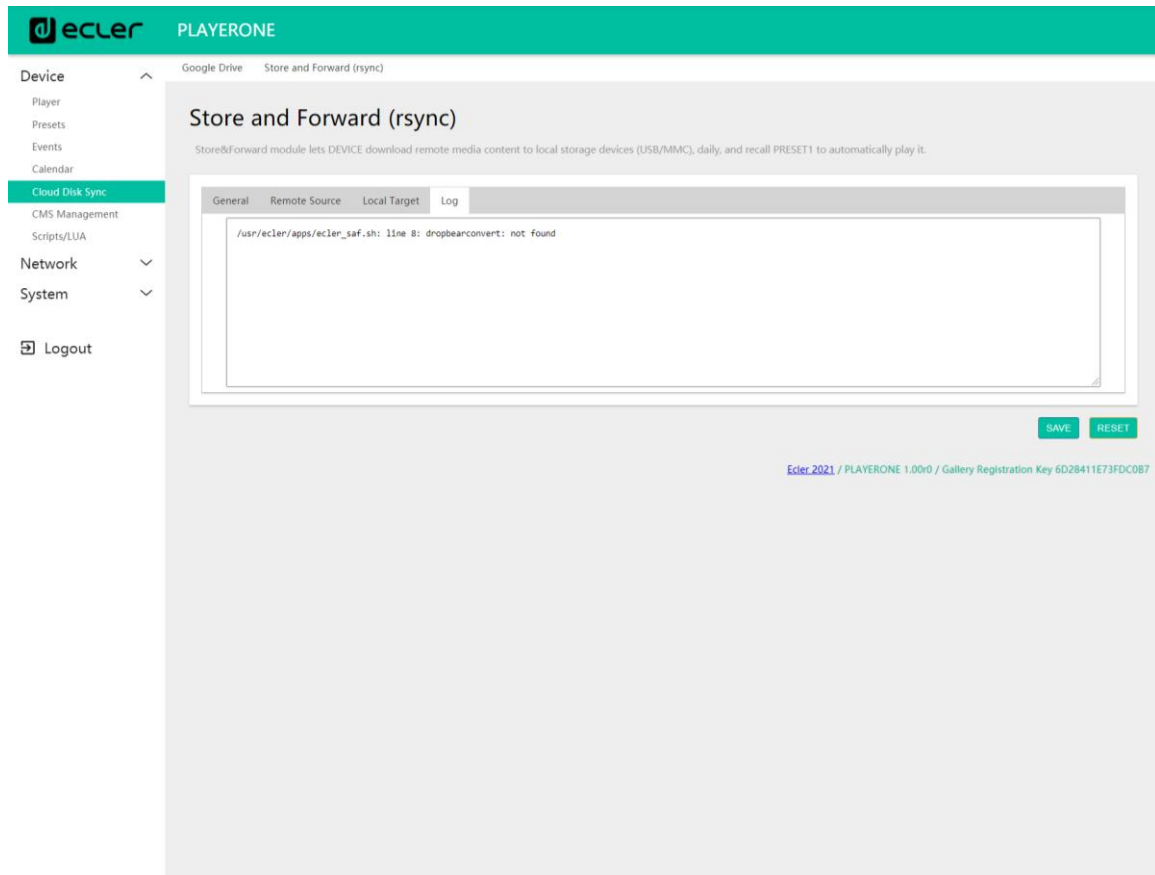 ecler
PLAYERONE
Device
Player
Presets
Events
Calendar
Cloud Disk Sync
CMS Management
Scripts/LUA
Network
System
Logout
Google Drive Store and Forward (rsync)
Store and Forward (rsync)
Store&Forward module lets DEVICE download remote media content to local storage devices (USB/MMC), daily, and recall PRESET1 to automatically play it.
General Remote Source Local Target Log
/usr/ecler/apps/ecler_saf.sh: line 8: dropbearconvert: not found
SAVE RESET
Ecler 2021 / PLAYERONE 1.00r0 / Gallery Registration Key 6D28411E73FDC0B7